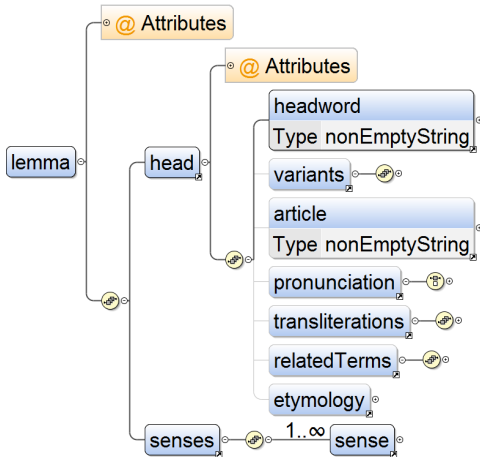 @ Attributes
@ Attributes
headword
Type nonEmptyString
lemma
head
variants
article
Type nonEmptyString
pronunciation
transliterations
relatedTerms
etymology
senses
1..∞
sense